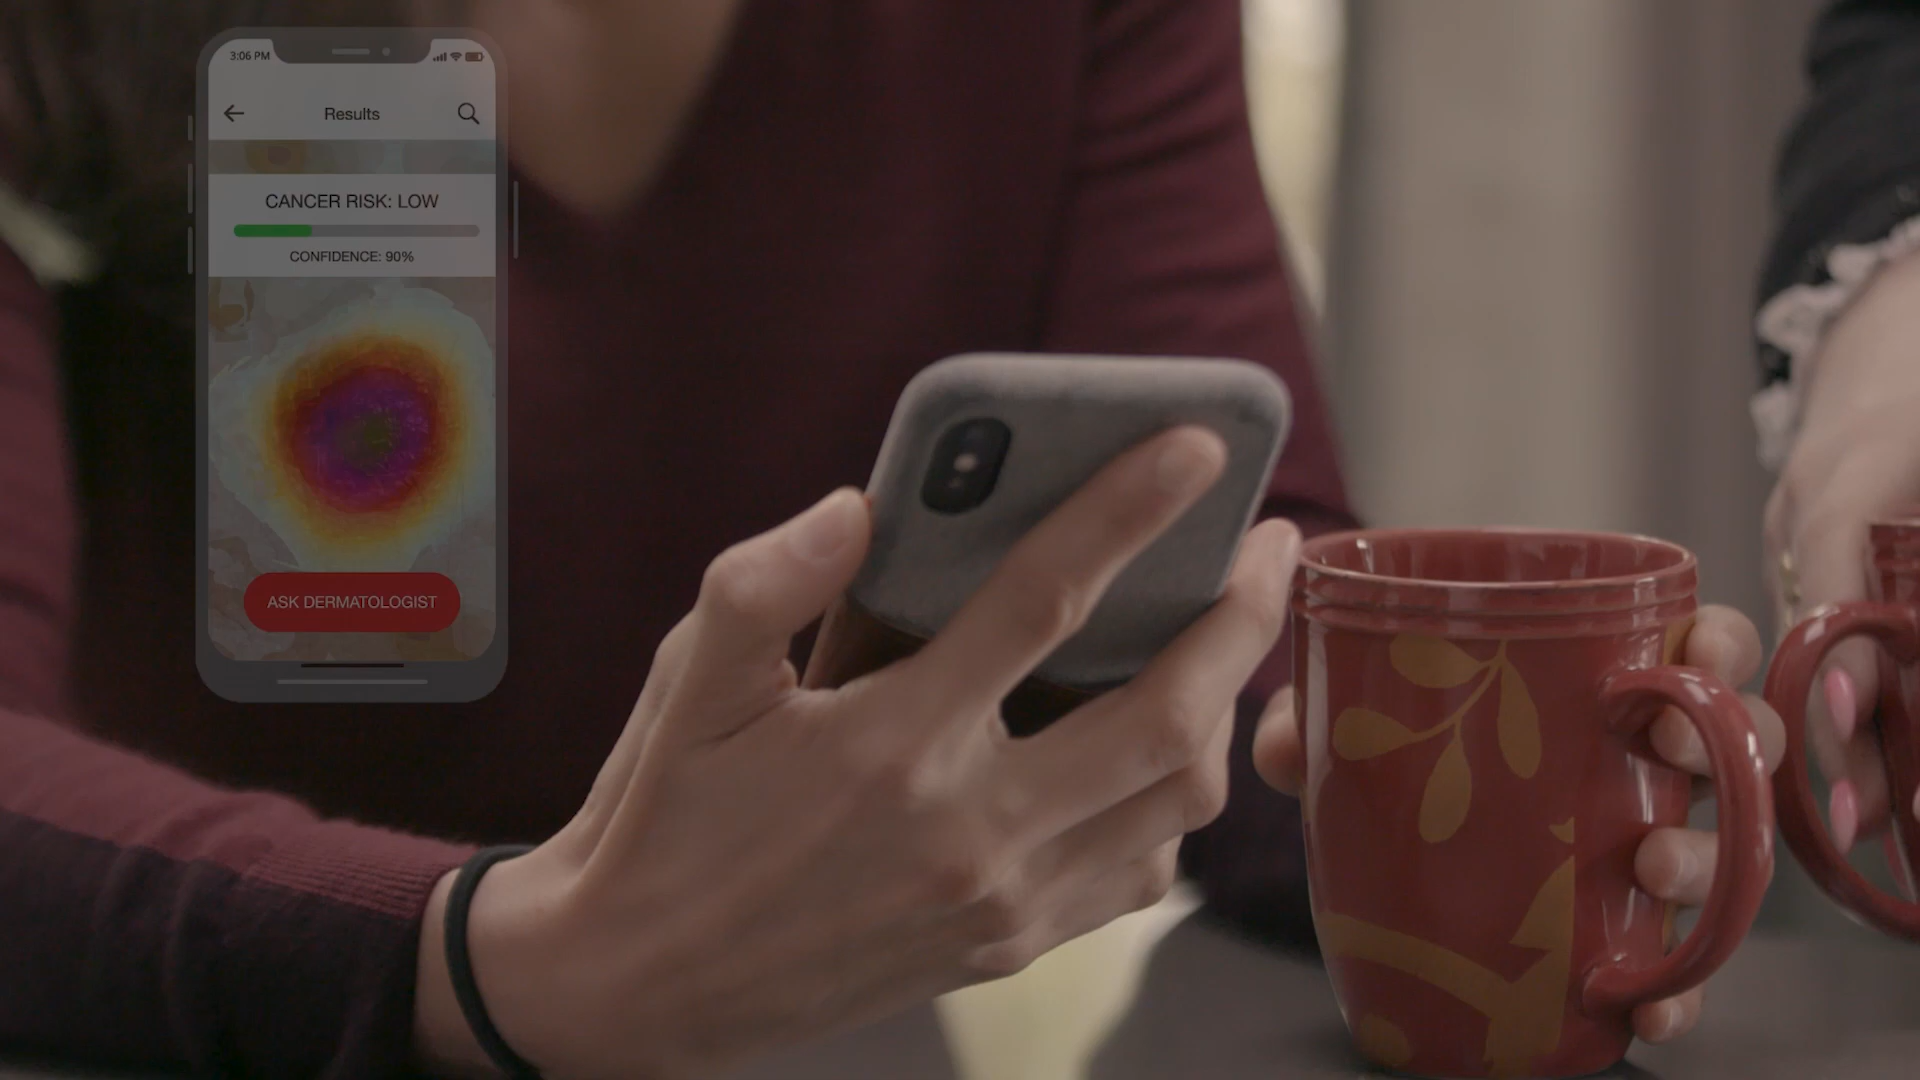 3:06 PM
Results
CANCER RISK: LOW
CONFIDENCE: 90%
ASK DERMATOLOGIST